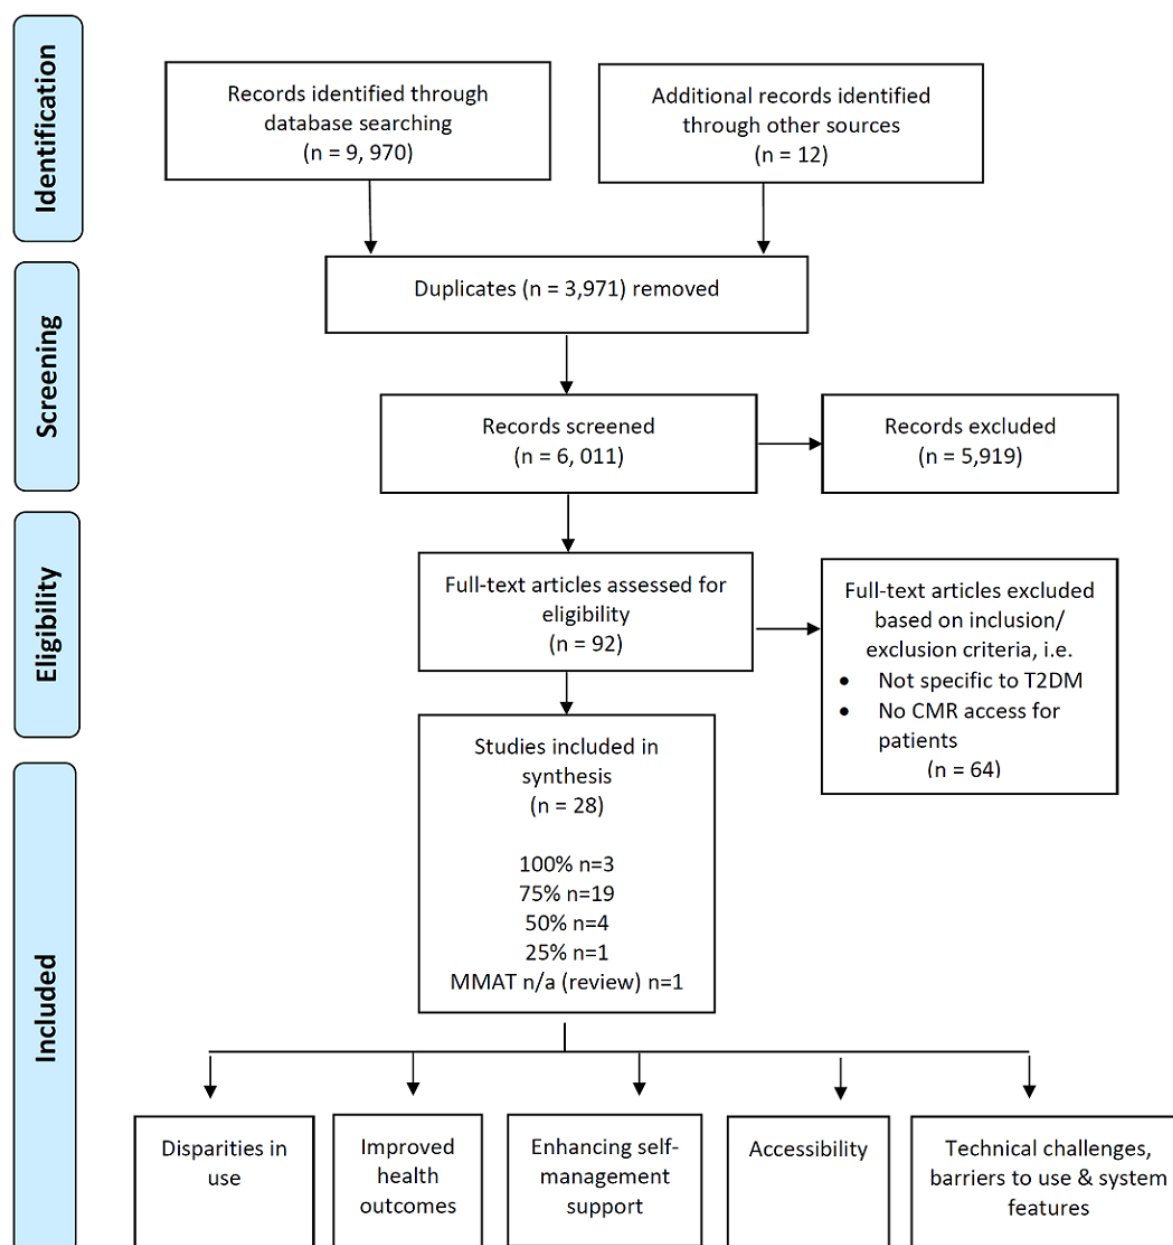 Identification
Records identified through
database searching
(n = 9, 970)
Additional records identified
through other sources
(n = 12)
Screening
Duplicates (n = 3,971) removed
Records screened
(n = 6, 011)
Records excluded
(n = 5,919)
Eligibility
Full-text articles assessed for
eligibility
(n = 92)
Full-text articles excluded
based on inclusion/
exclusion criteria, i.e.
• Not specific to T2DM
• No CMR access for
patients
(n = 64)
Included
Studies included in
synthesis
(n = 28)
100% n=3
75% n=19
50% n=4
25% n=1
MMAT n/a (review) n=1
Disparities in
use
Improved
health
outcomes
Enhancing self-
management
support
Accessibility
Technical challenges,
barriers to use & system
features